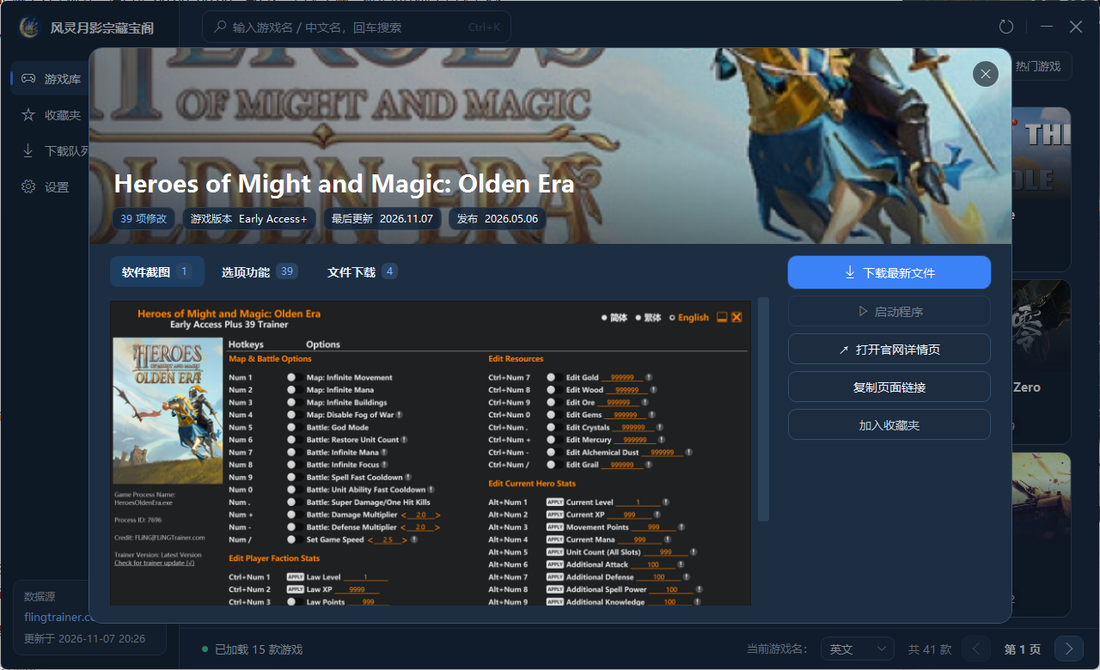 风灵月影宗藏宝阁
输入游戏名 / 中文名，回车搜索 Ctrl+K
游戏库
收藏夹
下载队列
设置
热门游戏
OF MIGHT AND MAGIC
OLDEN ERA
Heroes of Might and Magic: Olden Era
39 项修改 游戏版本 Early Access+ 最后更新 2026.11.07 发布 2026.05.06
软件截图 1 选项功能 39 文件下载 4
下载最新文件
启动程序
打开官网详情页
复制页面链接
加入收藏夹
Heroes of Might and Magic: Olden Era
Early Access Plus 39 Trainer
简体 繁体 English
HEROES
OF MIGHT AND MAGIC
OLDEN ERA
Game Process Name:
HeroesOldenEra.exe
Process ID: 7696
Credit: FLiNG@FLiNGTrainer.com
Trainer Version: Latest Version
Check for trainer update (√)
Hotkeys Options
Map & Battle Options
Num 1 Map: Infinite Movement
Num 2 Map: Infinite Mana
Num 3 Map: Infinite Buildings
Num 4 Map: Disable Fog of War
Num 5 Battle: God Mode
Num 6 Battle: Restore Unit Count
Num 7 Battle: Infinite Mana
Num 8 Battle: Infinite Focus
Num 9 Battle: Spell Fast Cooldown
Num 0 Battle: Unit Ability Fast Cooldown
Num . Battle: Super Damage/One Hit Kills
Num + Battle: Damage Multiplier < 2.0 >
Num - Battle: Defense Multiplier < 2.0 >
Num / Set Game Speed < 2.5 >
Edit Player Faction Stats
Ctrl+Num 1 APPLY Law Level 1
Ctrl+Num 2 APPLY Law XP 9999
Ctrl+Num 3 Law Points 999
Edit Resources
Ctrl+Num 7 Edit Gold 999999
Ctrl+Num 8 Edit Wood 999999
Ctrl+Num 9 Edit Ore 999999
Ctrl+Num 0 Edit Gems 999999
Ctrl+Num . Edit Crystals 999999
Ctrl+Num + Edit Mercury 999999
Ctrl+Num - Edit Alchemical Dust 999999
Ctrl+Num / Edit Grail 999999
Edit Current Hero Stats
Alt+Num 1 APPLY Current Level 1
Alt+Num 2 APPLY Current XP 999
Alt+Num 3 APPLY Movement Points 999
Alt+Num 4 APPLY Current Mana 999
Alt+Num 5 APPLY Unit Count (All Slots) 999
Alt+Num 6 APPLY Additional Attack 100
Alt+Num 7 APPLY Additional Defense 100
Alt+Num 8 APPLY Additional Spell Power 100
Alt+Num 9 APPLY Additional Knowledge 100
Zero
数据源
flingtrainer.c
更新于 2026-11-07 20:26
已加载 15 款游戏
当前游戏名： 英文 共 41 款 第 1 页